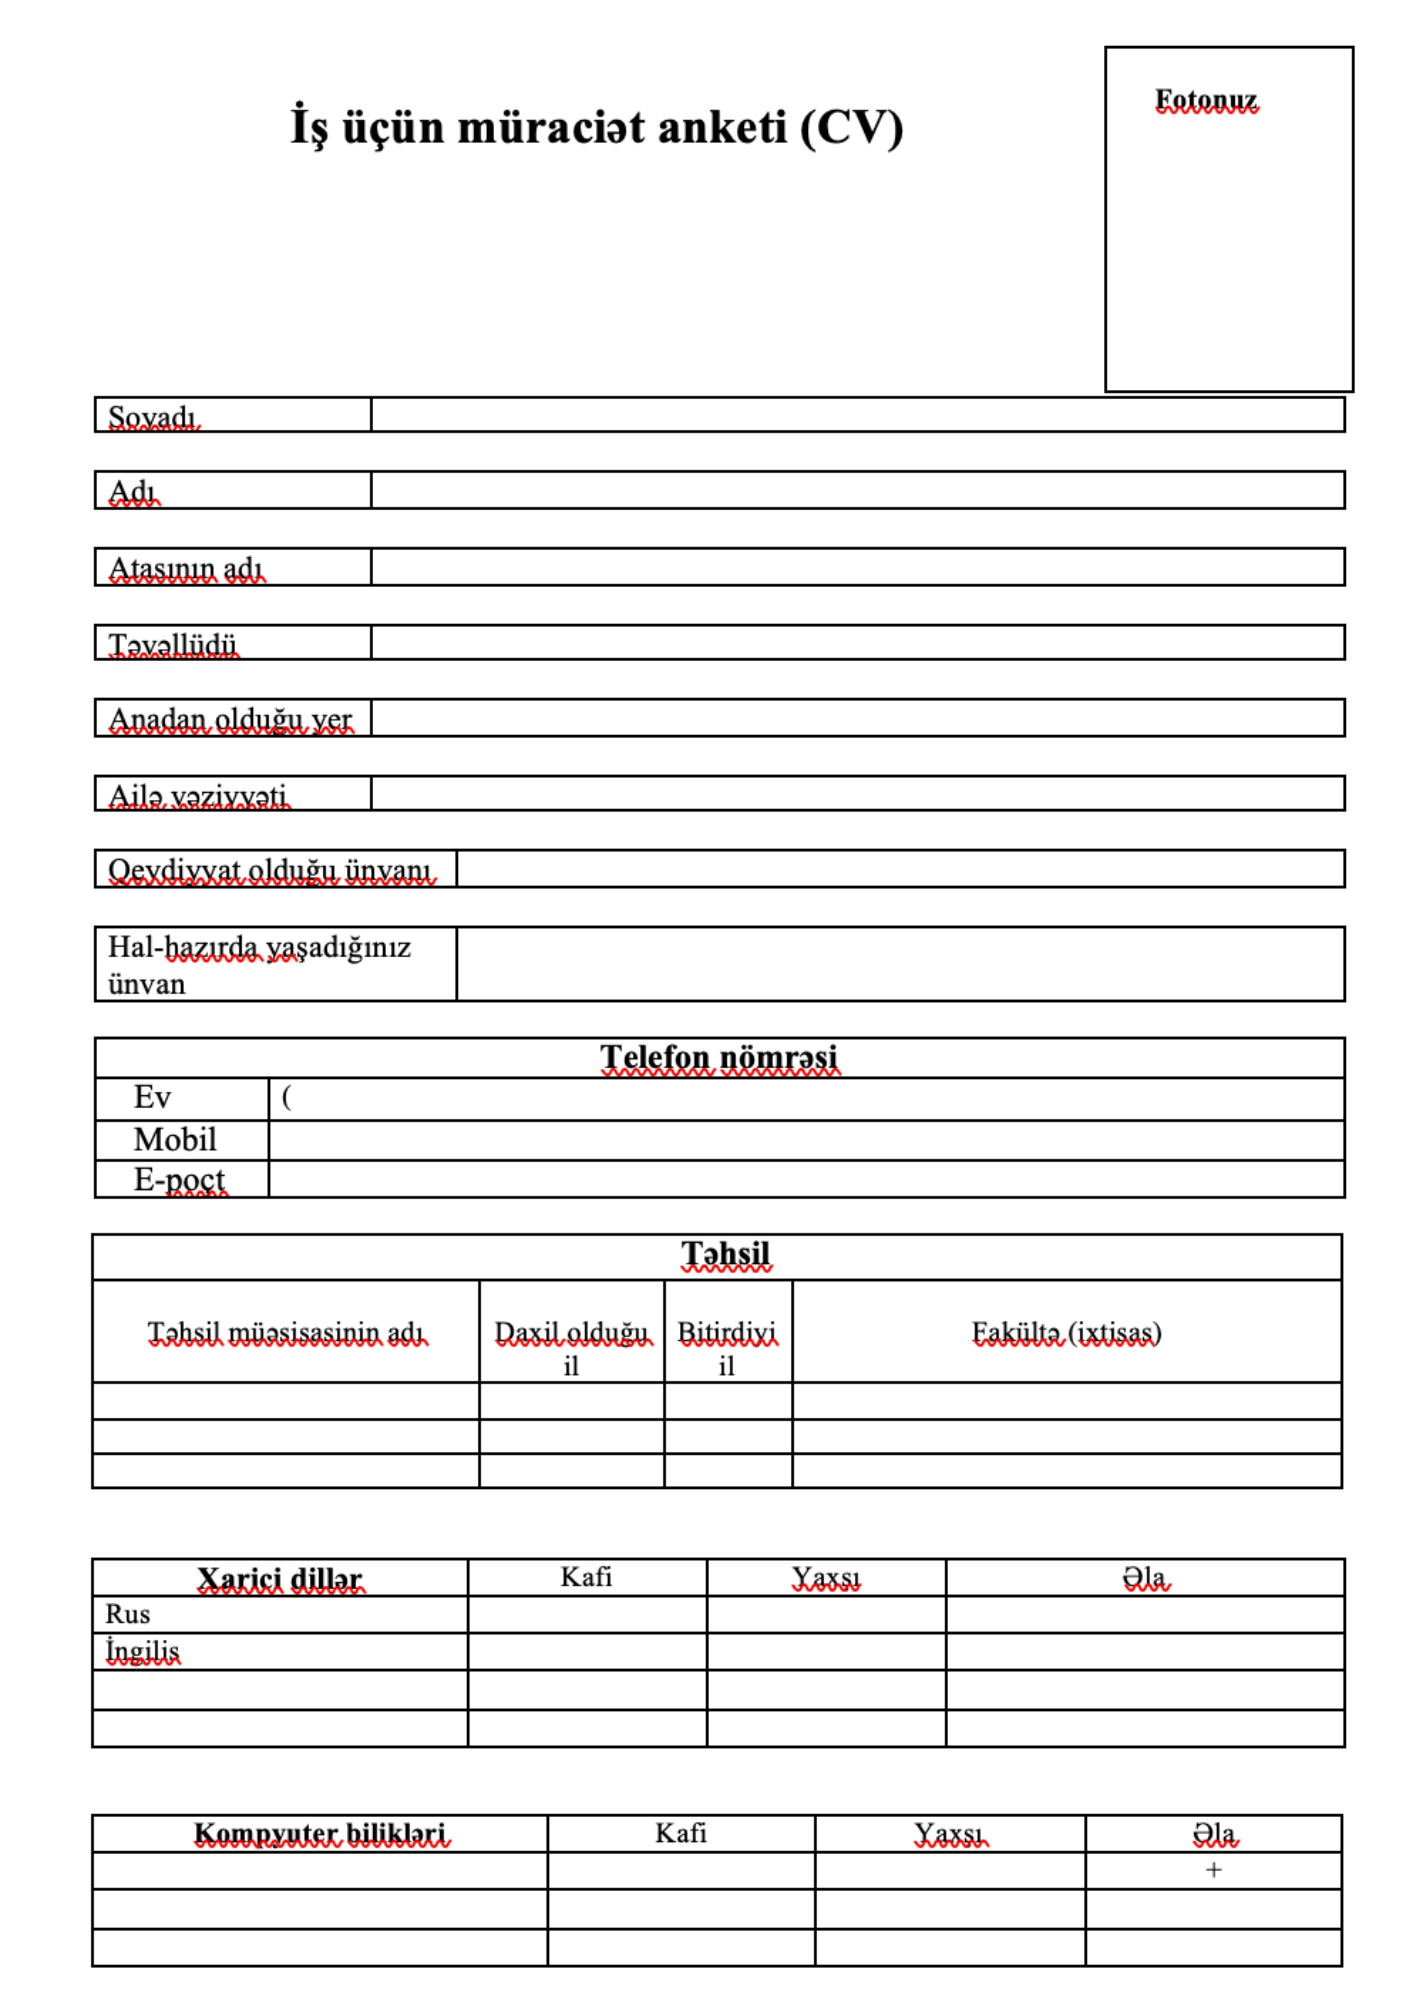 Fotonuz
İş üçün müraciət anketi (CV)
Soyadı
Adı
Atasının adı
Təvəllüdü
Anadan olduğu yer
Ailə vəziyyəti
Qeydiyyat olduğu ünvanı
Hal-hazırda yaşadığınız
ünvan
Telefon nömrəsi
Ev (
Mobil
E-poçt
Təhsil
Təhsil müəsisasinin adı Daxil olduğu il Bitirdiyi il Fakültə (ixtisas)
Xarici dillər Kafi Yaxşı Əla
Rus
İngilis
Kompyuter bilikləri Kafi Yaxşı Əla
+